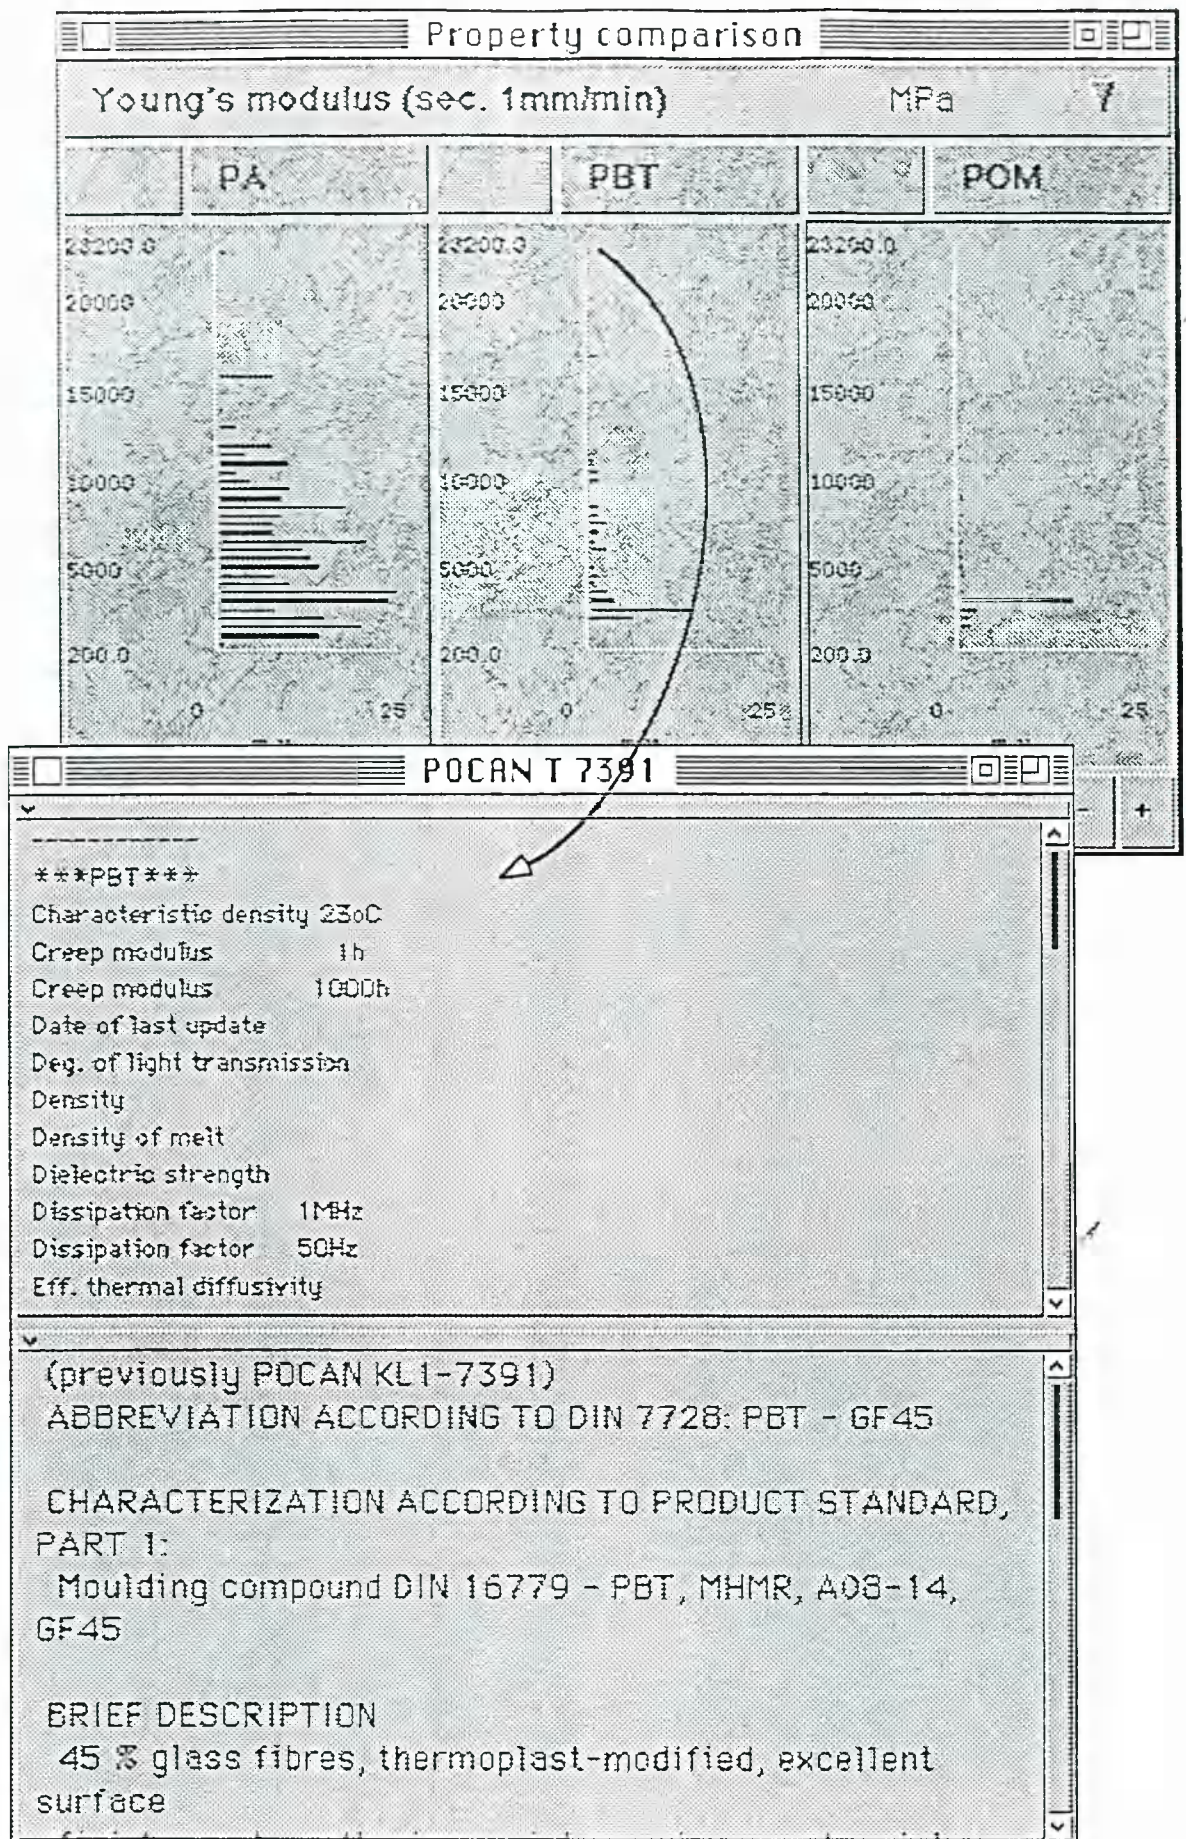 Property comparison
Young's modulus (sec. 1mm/min) MPa
PA PBT POM
23200.0 23200.0 23200.0
20000 20000 20000
15000 15000 15000
10000 10000 10000
5000 5000 5000
200.0 200.0 200.0
0 25 0 25 0 25
POCAN T 7391
- +
***PBT***
Characteristic density 23oC
Creep modulus 1h
Creep modulus 1000h
Date of last update
Deg. of light transmission
Density
Density of melt
Dielectric strength
Dissipation factor 1MHz
Dissipation factor 50Hz
Eff. thermal diffusivity
(previously POCAN KL1-7391)
ABBREVIATION ACCORDING TO DIN 7728: PBT - GF45
CHARACTERIZATION ACCORDING TO PRODUCT STANDARD,
PART 1:
Moulding compound DIN 16779 - PBT, MHMR, A08-14,
GF45
BRIEF DESCRIPTION
45 % glass fibres, thermoplast-modified, excellent
surface